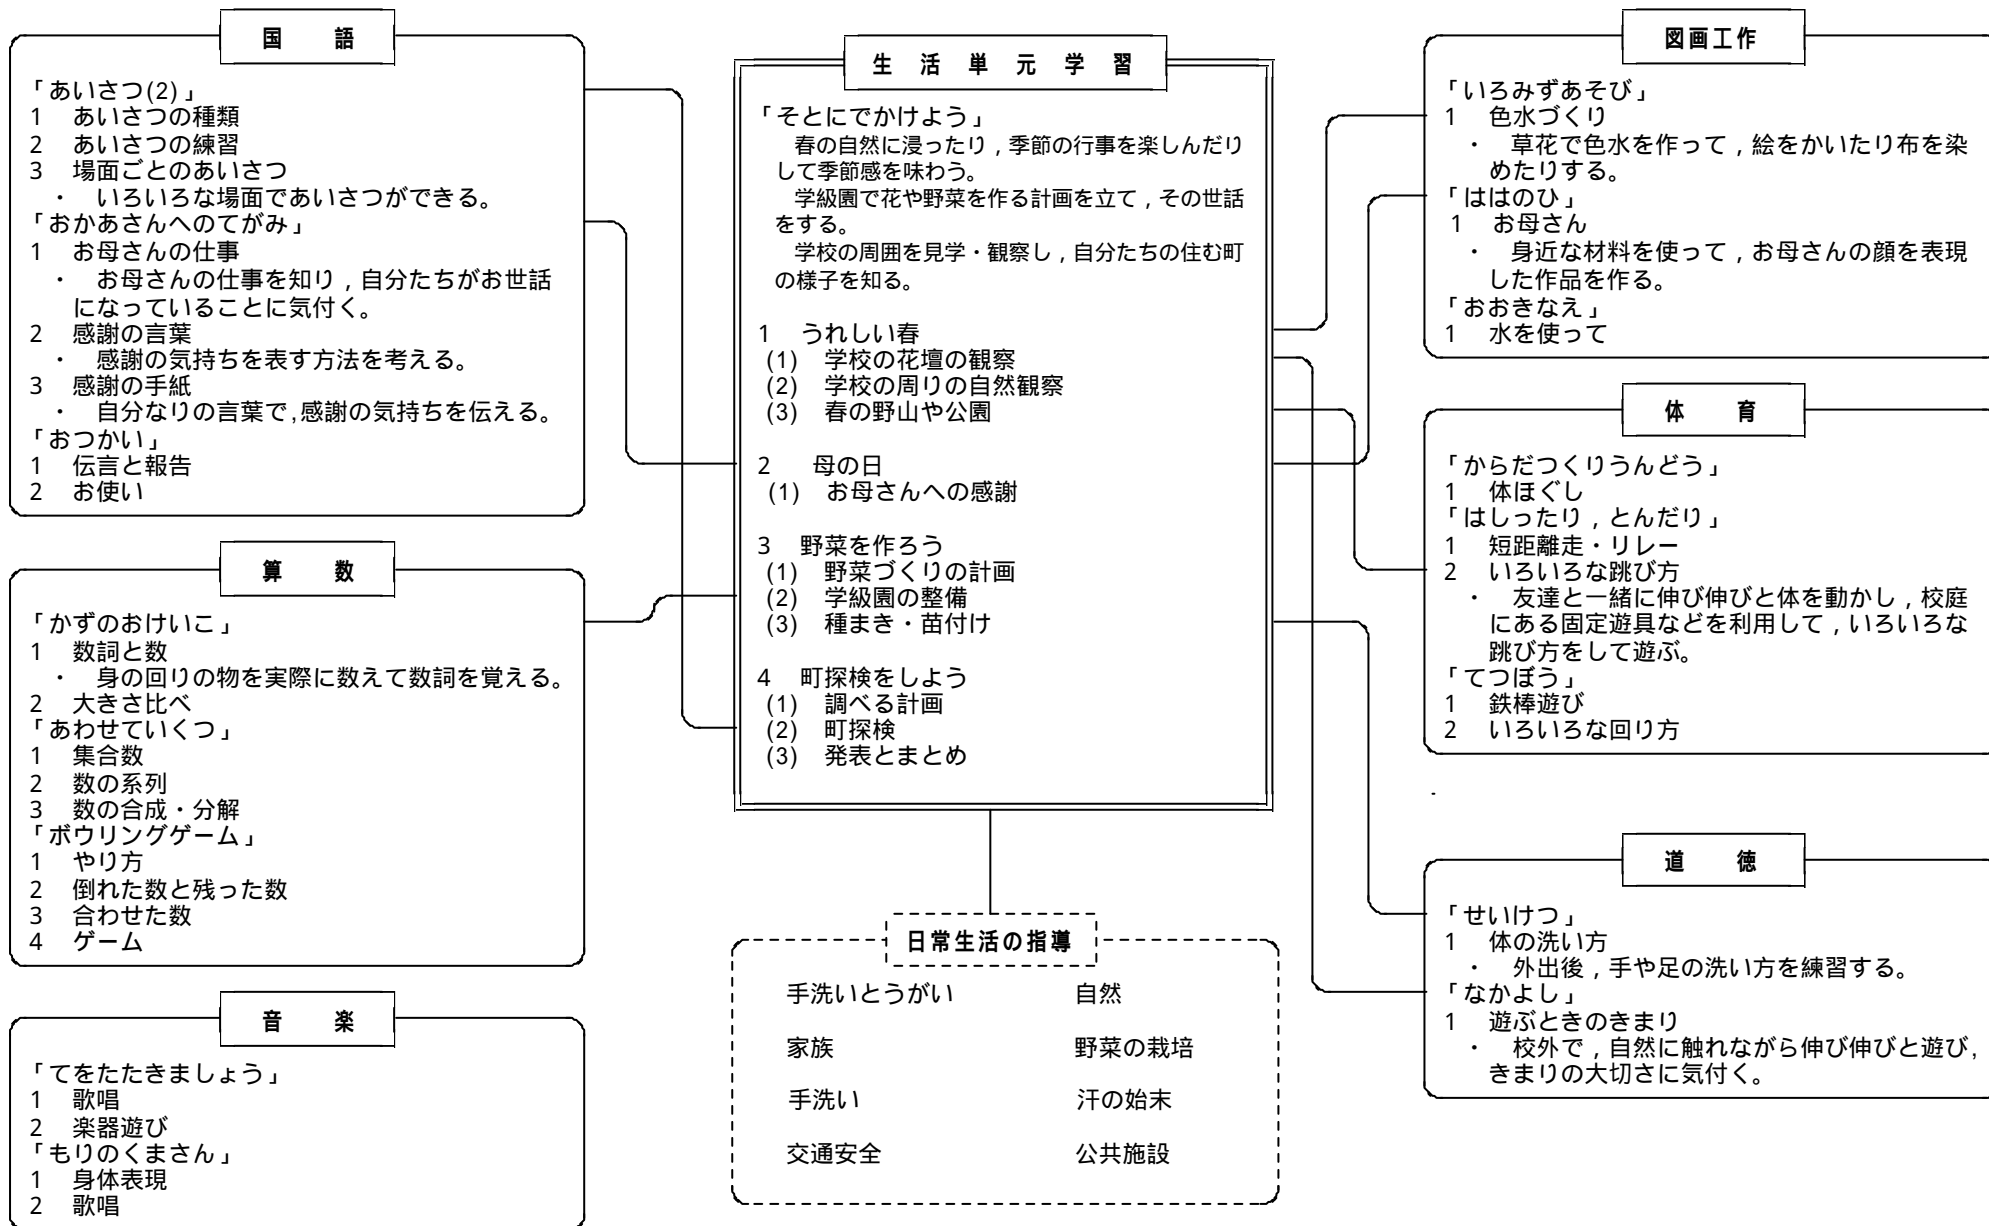 国　語
「あいさつ(2)」
1　あいさつの種類
2　あいさつの練習
3　場面ごとのあいさつ
・　いろいろな場面であいさつができる。
「おかあさんへのてがみ」
1　お母さんの仕事
・　お母さんの仕事を知り，自分たちがお世話
になっていることに気付く。
2　感謝の言葉
・　感謝の気持ちを表す方法を考える。
3　感謝の手紙
・　自分なりの言葉で,感謝の気持ちを伝える。
「おつかい」
1　伝言と報告
2　お使い
算　数
「かずのおけいこ」
1　数詞と数
・　身の回りの物を実際に数えて数詞を覚える。
2　大きさ比べ
「あわせていくつ」
1　集合数
2　数の系列
3　数の合成・分解
「ボウリングゲーム」
1　やり方
2　倒れた数と残った数
3　合わせた数
4　ゲーム
音　楽
「てをたたきましょう」
1　歌唱
2　楽器遊び
「もりのくまさん」
1　身体表現
2　歌唱
生　活　単　元　学　習
「そとにでかけよう」
春の自然に浸ったり，季節の行事を楽しんだり
して季節感を味わう。
学級園で花や野菜を作る計画を立て，その世話
をする。
学校の周囲を見学・観察し，自分たちの住む町
の様子を知る。
1　うれしい春
(1)　学校の花壇の観察
(2)　学校の周りの自然観察
(3)　春の野山や公園
2　母の日
(1)　お母さんへの感謝
3　野菜を作ろう
(1)　野菜づくりの計画
(2)　学級園の整備
(3)　種まき・苗付け
4　町探検をしよう
(1)　調べる計画
(2)　町探検
(3)　発表とまとめ
日常生活の指導
手洗いとうがい　自然
家族　野菜の栽培
手洗い　汗の始末
交通安全　公共施設
図画工作
「いろみずあそび」
1　色水づくり
・　草花で色水を作って，絵をかいたり布を染
めたりする。
「ははのひ」
1　お母さん
・　身近な材料を使って，お母さんの顔を表現
した作品を作る。
「おおきなえ」
1　水を使って
体　育
「からだつくりうんどう」
1　体ほぐし
「はしったり，とんだり」
1　短距離走・リレー
2　いろいろな跳び方
・　友達と一緒に伸び伸びと体を動かし，校庭
にある固定遊具などを利用して，いろいろな
跳び方をして遊ぶ。
「てつぼう」
1　鉄棒遊び
2　いろいろな回り方
道　徳
「せいけつ」
1　体の洗い方
・　外出後，手や足の洗い方を練習する。
「なかよし」
1　遊ぶときのきまり
・　校外で，自然に触れながら伸び伸びと遊び,
きまりの大切さに気付く。